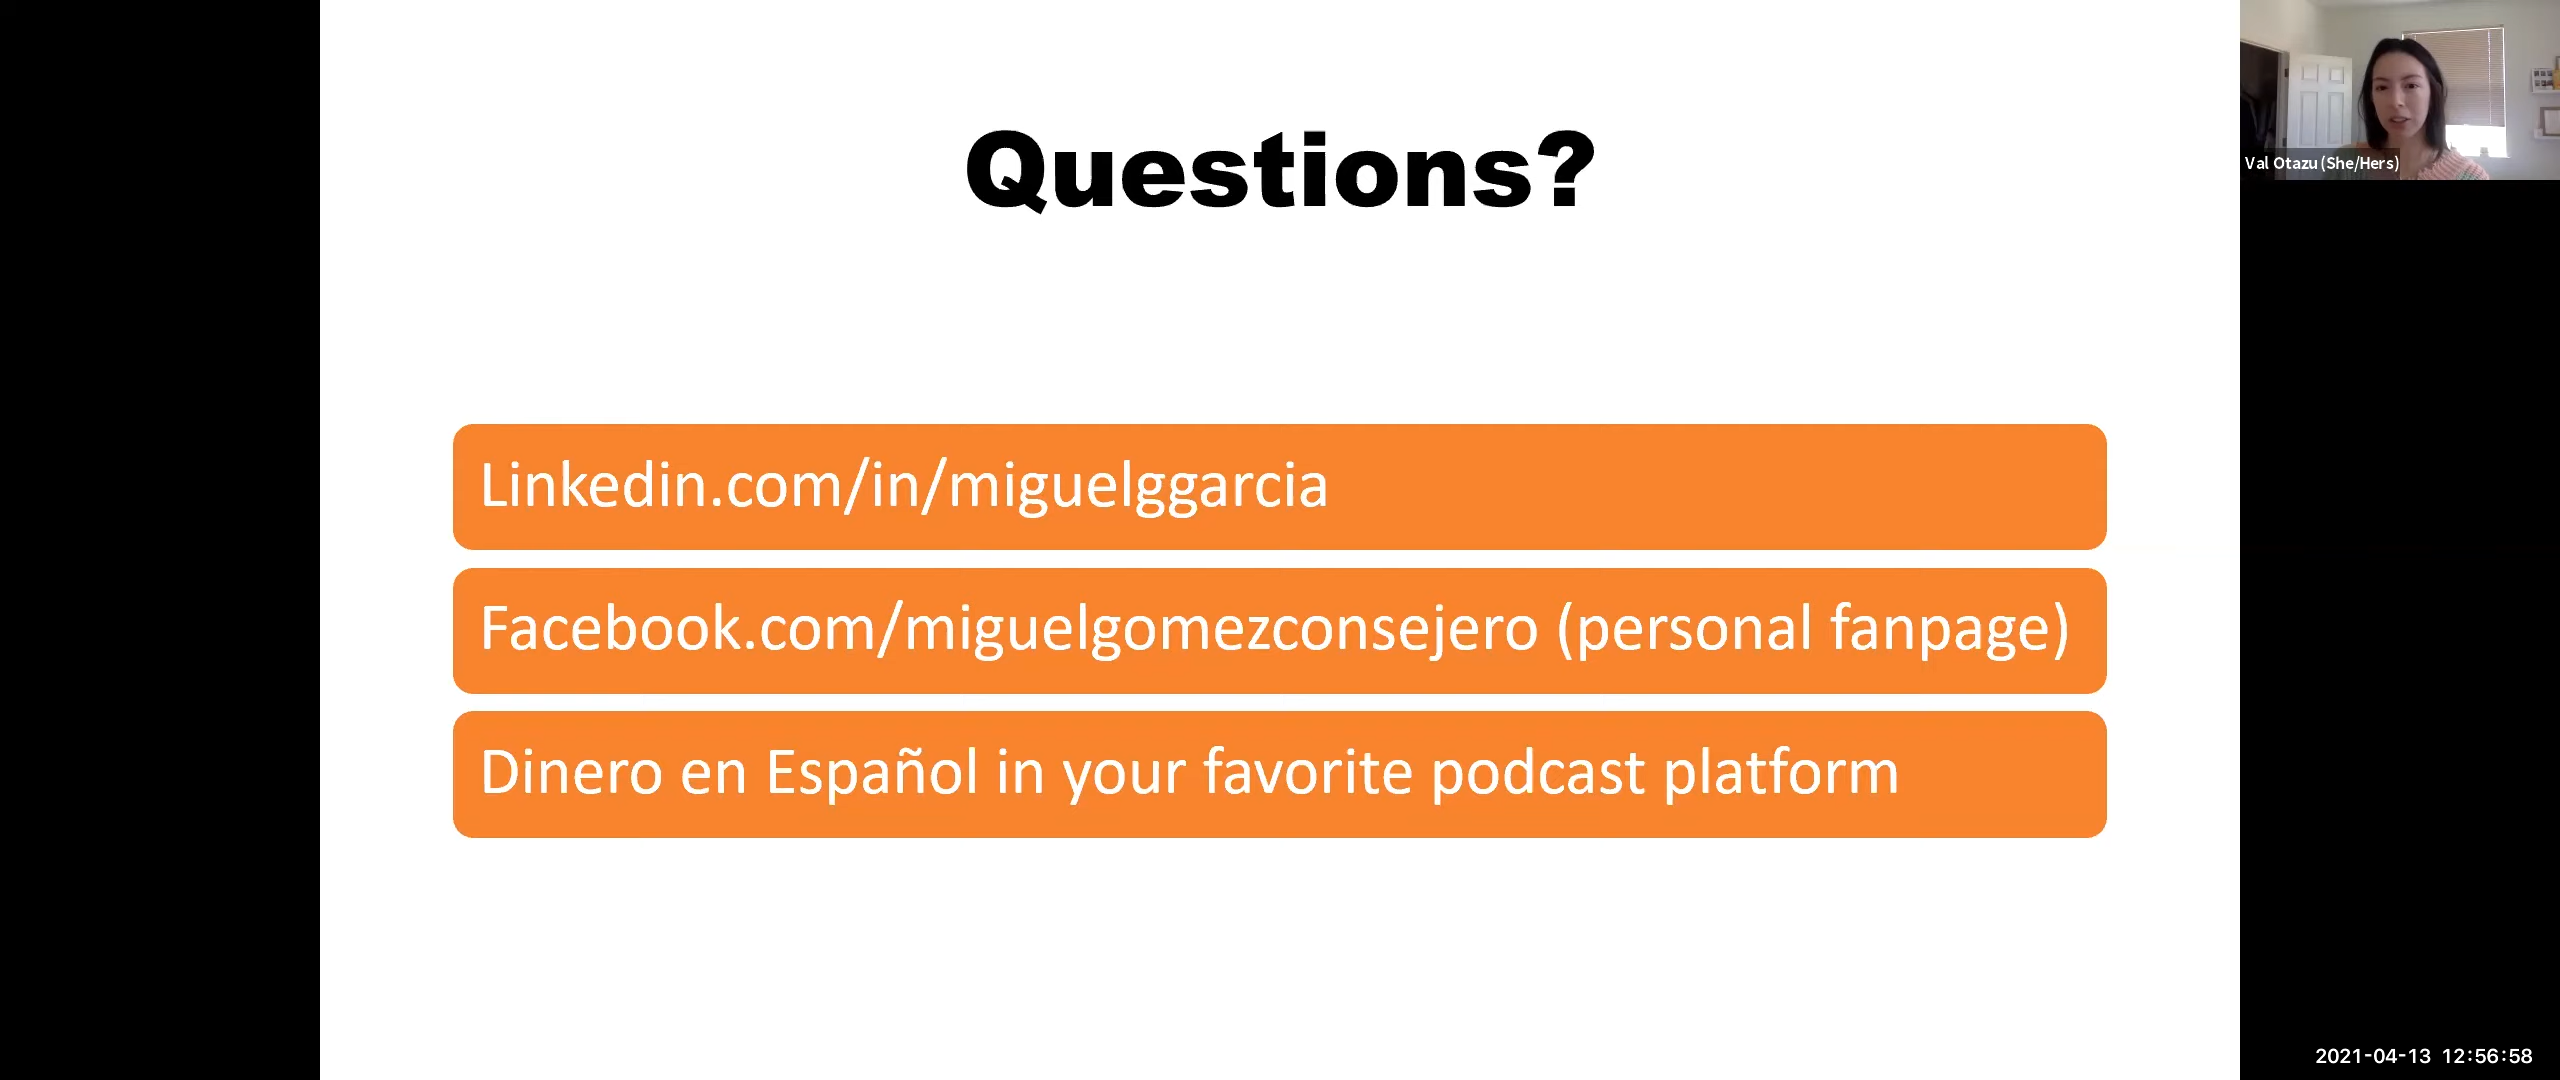 Questions?
Val Otazu (She/Hers)
Linkedin.com/in/miguelggarcia
Facebook.com/miguelgomezconsejero (personal fanpage)
Dinero en Español in your favorite podcast platform
2021-04-13 12:56:58